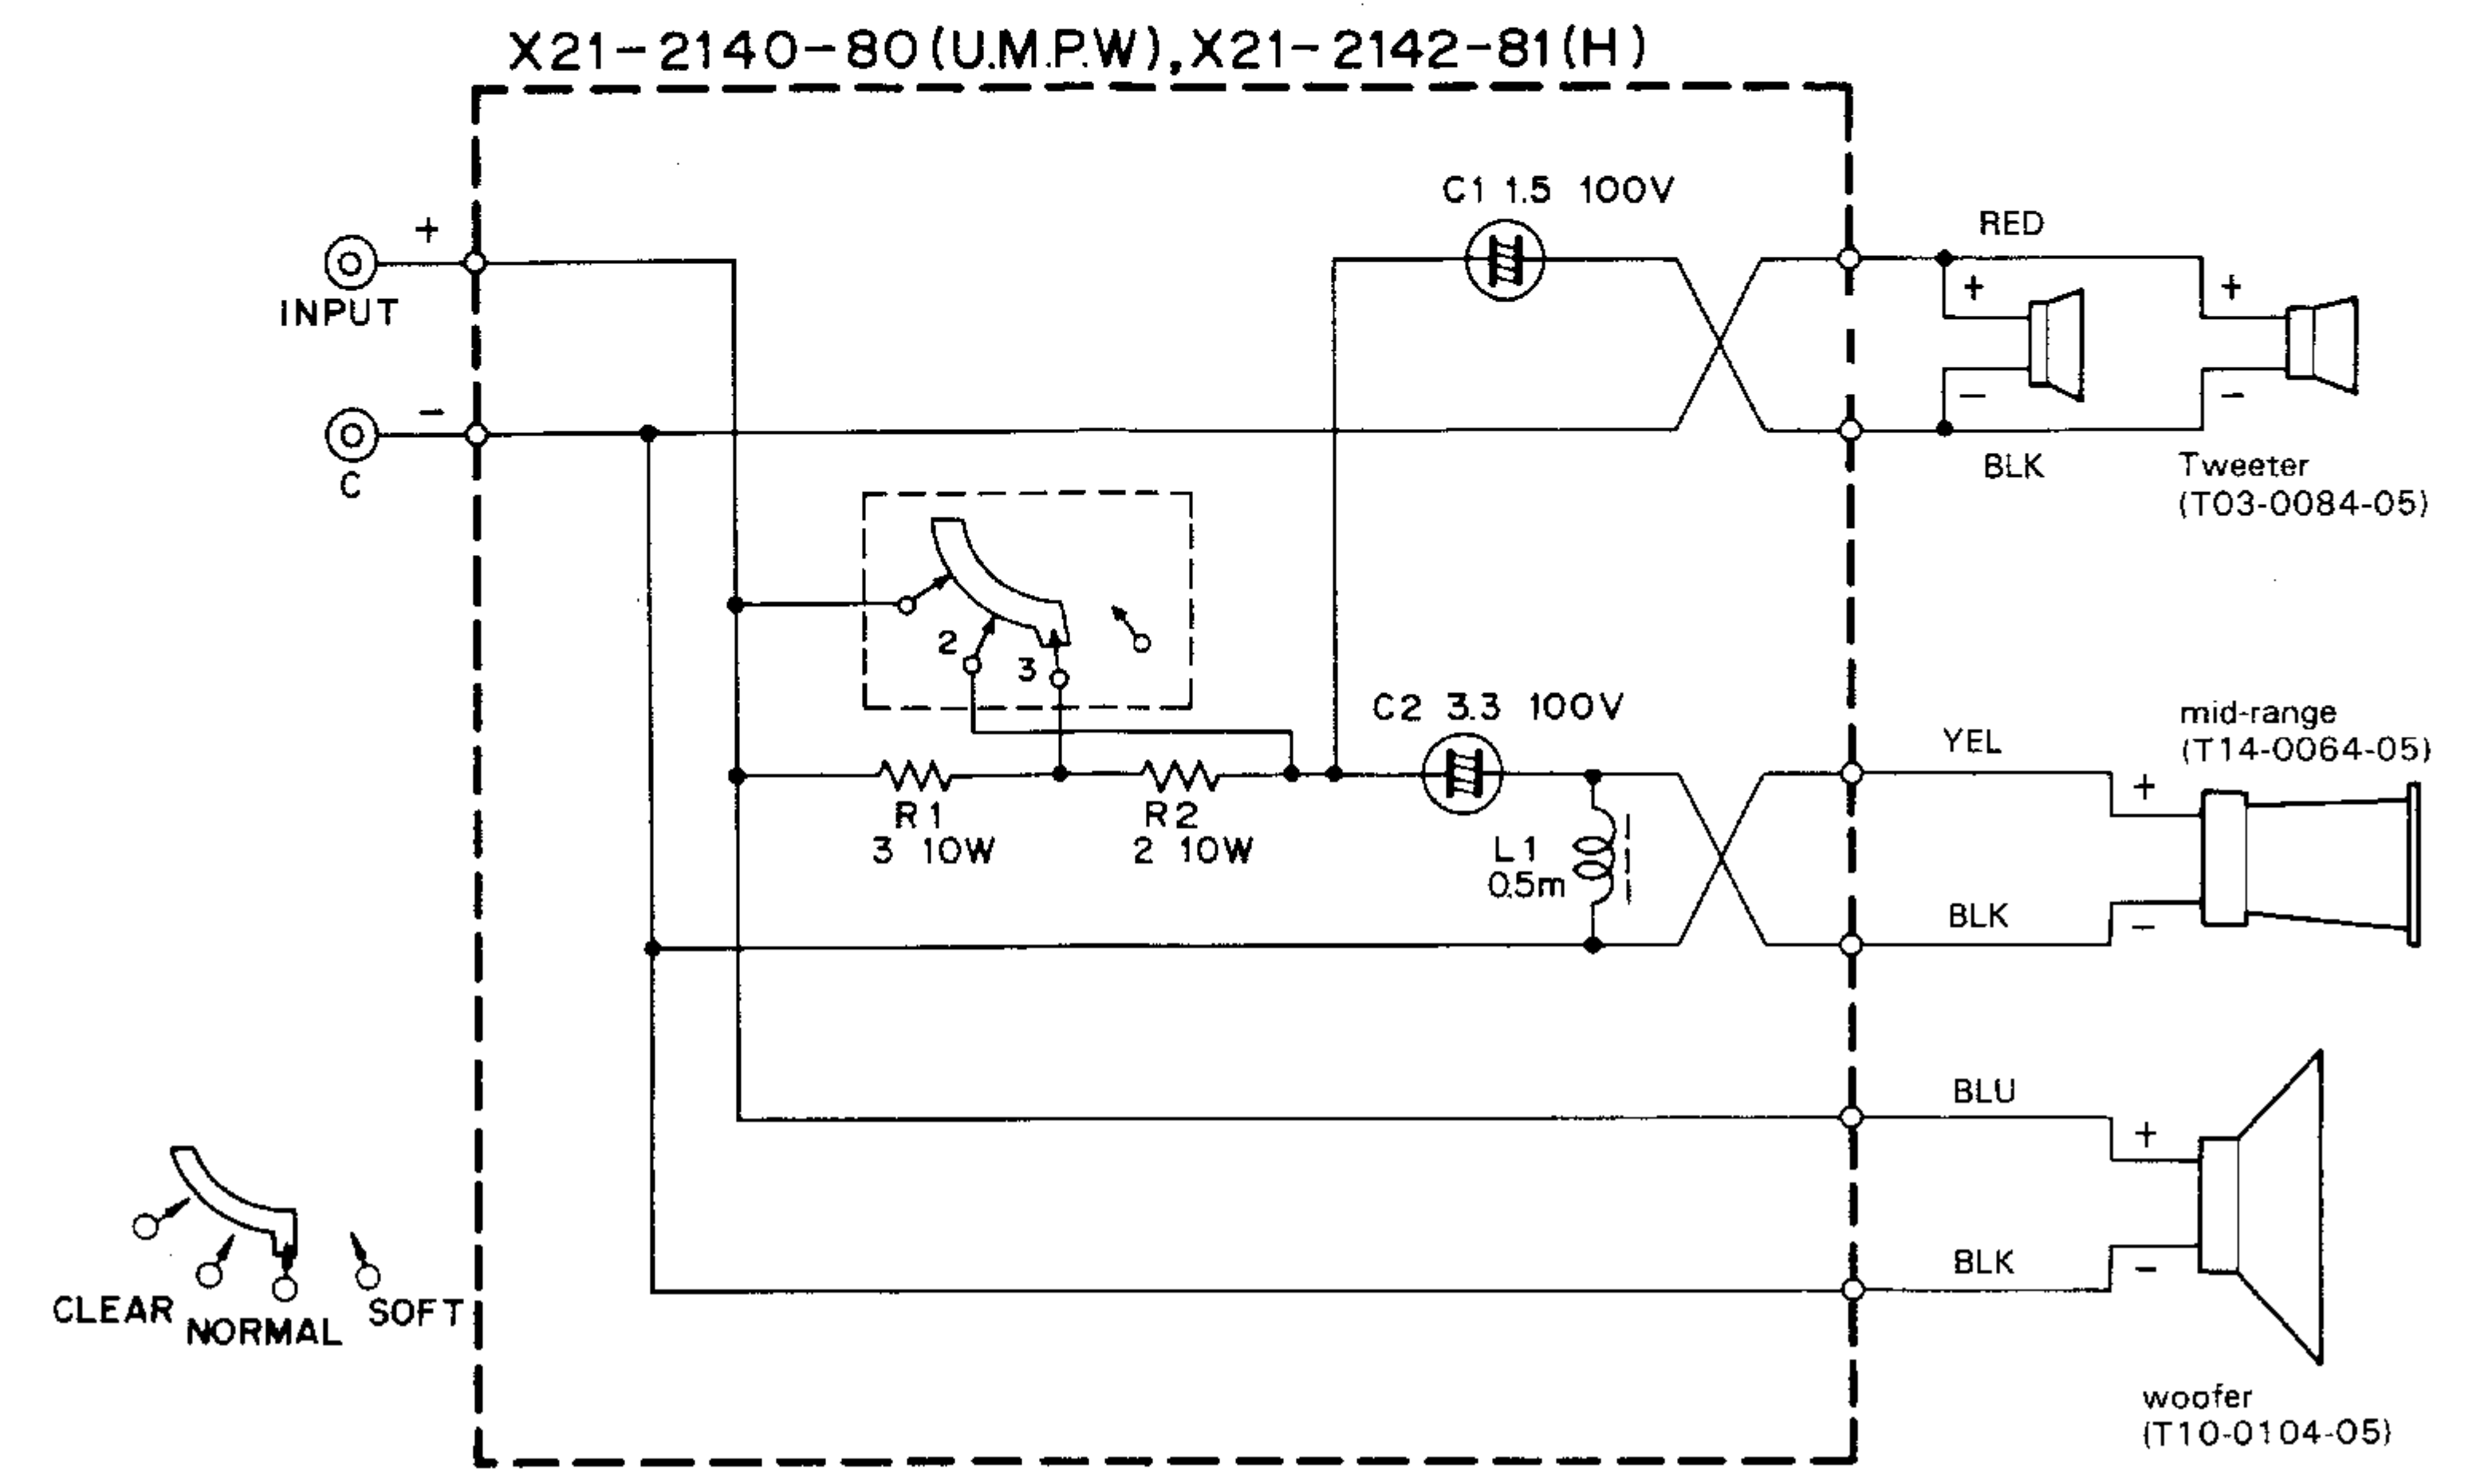 X21-2140-80(U.M.P.W),X21-2142-81(H)
C1 1.5 100V
RED
+
INPUT
+
+
−
C
−
−
BLK
Tweeter
(T03-0084-05)
2
3
C2 3.3 100V
YEL
mid-range
(T14-0064-05)
+
R1
3 10W
R2
2 10W
L1
0.5m
BLK
−
BLU
+
BLK
−
CLEAR
NORMAL
SOFT
woofer
(T10-0104-05)